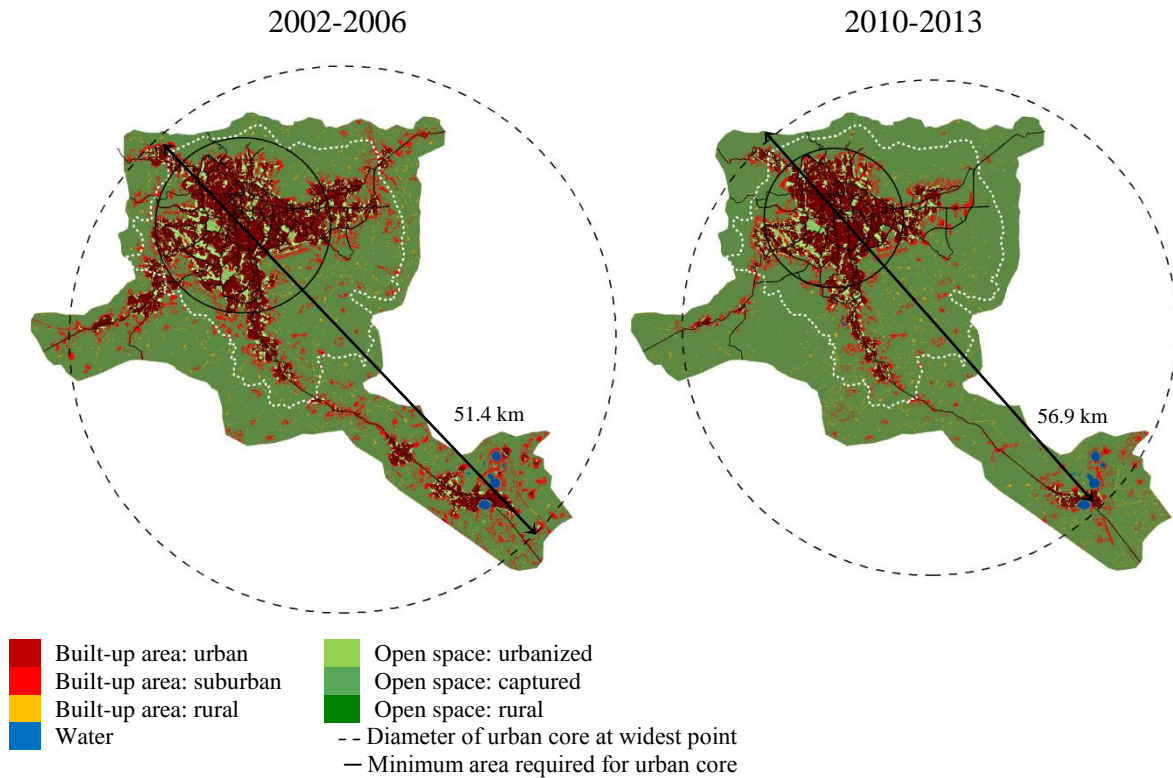 2002-2006
2010-2013
51.4 km
56.9 km
Built-up area: urban
Built-up area: suburban
Built-up area: rural
Water
Open space: urbanized
Open space: captured
Open space: rural
Diameter of urban core at widest point
Minimum area required for urban core